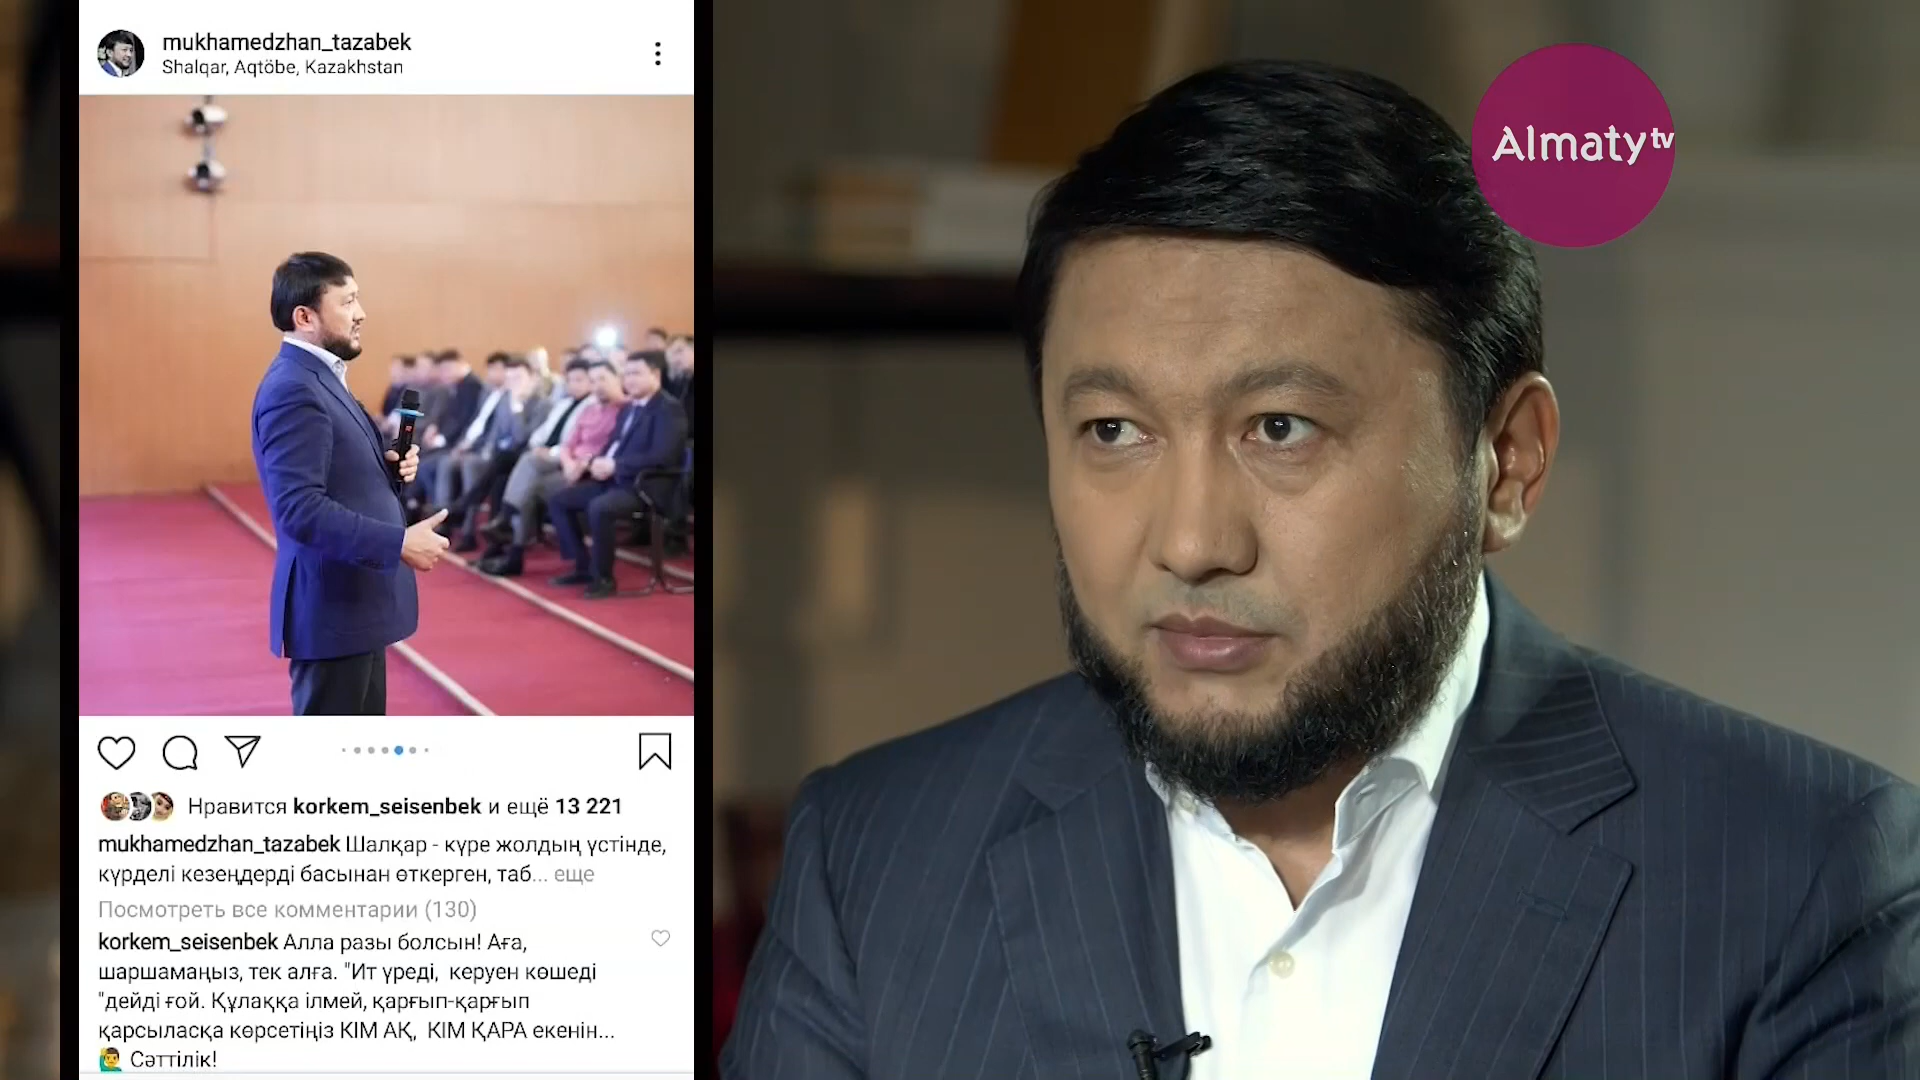 mukhamedzhan_tazabek
Shalqar, Aqtöbe, Kazakhstan
Almaty tv
Нравится korkem_seisenbek и ещё 13 221
mukhamedzhan_tazabek Шалқар - күре жолдың үстінде,
күрделі кезеңдерді басынан өткерген, таб... еще
Посмотреть все комментарии (130)
korkem_seisenbek Алла разы болсын! Аға,
шаршамаңыз, тек алға. "Ит үреді, керуен көшеді
"дейді ғой. Құлаққа ілмей, қарғып-қарғып
қарсыласқа көрсетіңіз КІМ АҚ, КІМ ҚАРА екенін...
🙋‍♂️ Сәттілік!